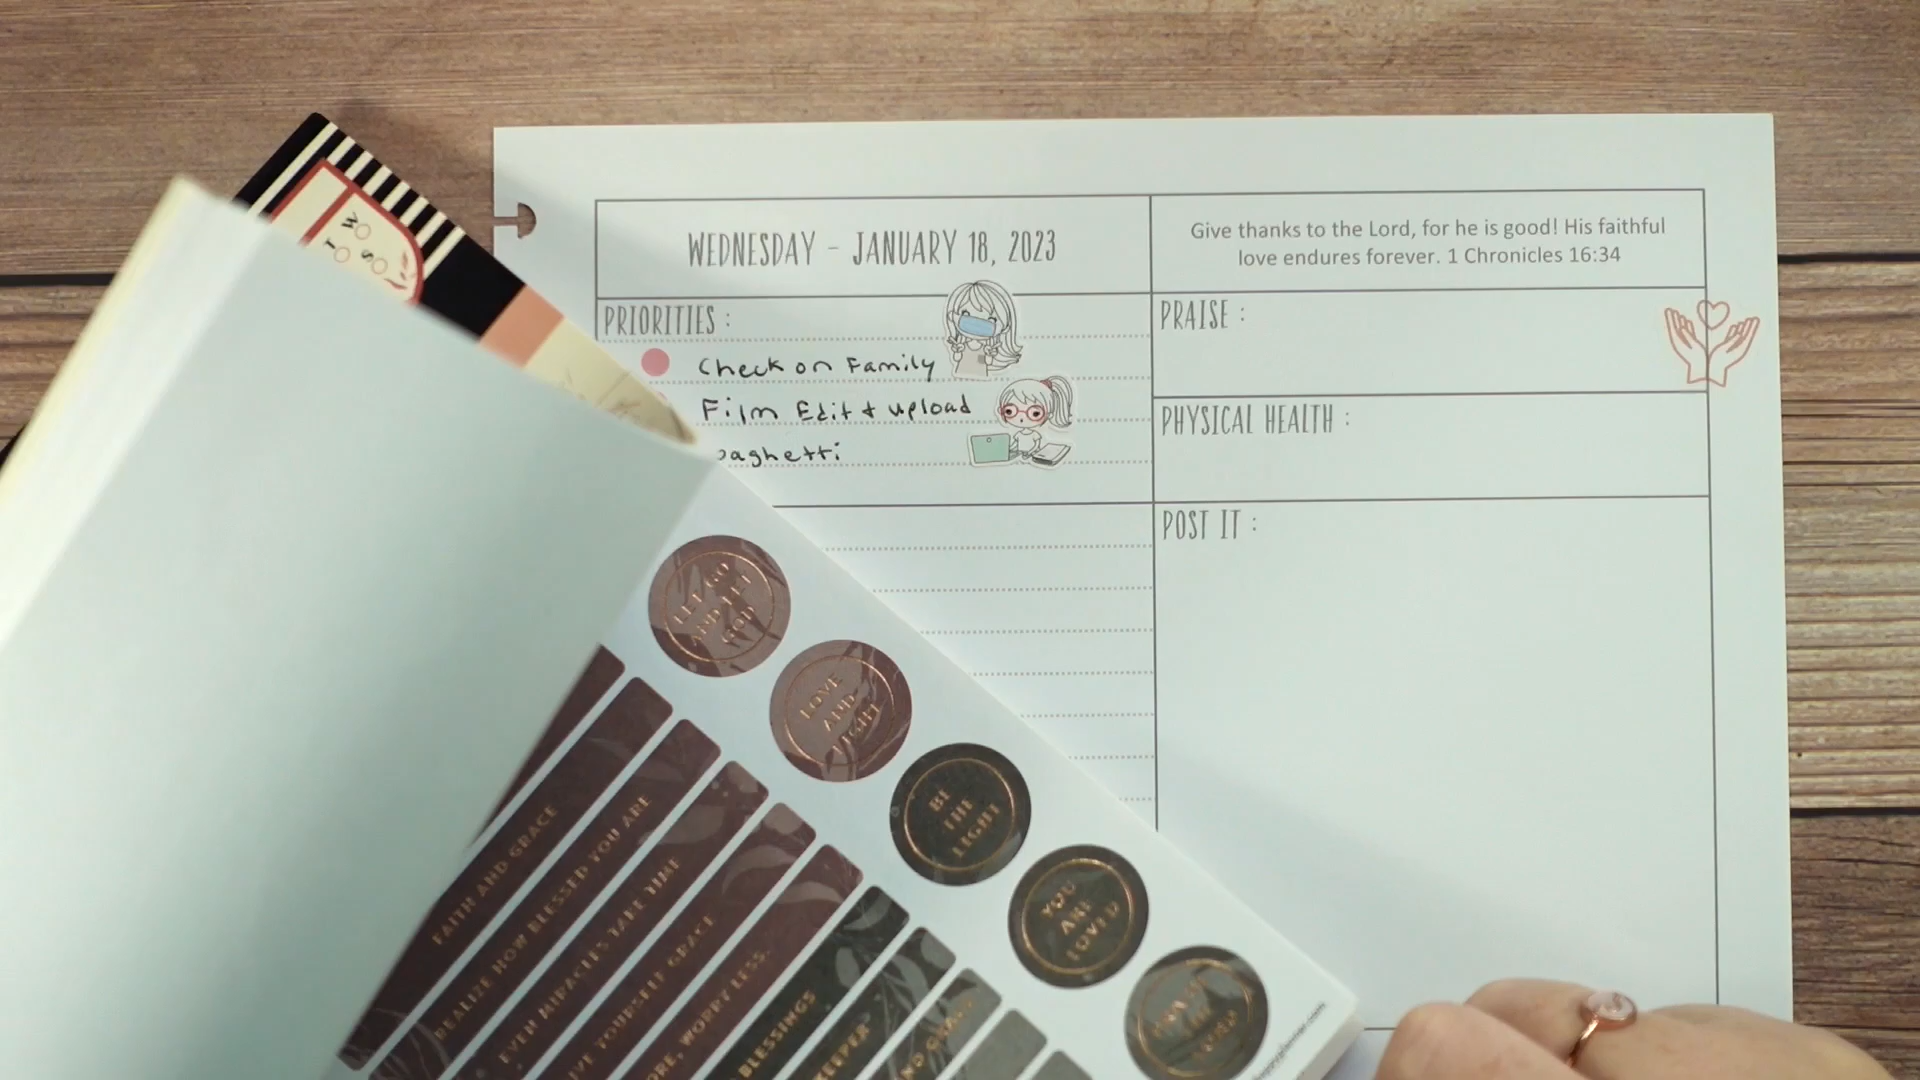 WEDNESDAY - JANUARY 18, 2023
Give thanks to the Lord, for he is good! His faithful
love endures forever. 1 Chronicles 16:34
PRIORITIES :
Check on Family
Film Edit & upload
paghetti
PRAISE :
PHYSICAL HEALTH :
POST IT :
T W
S
LET GO
AND LET
GOD
LOVE
AND
LIGHT
BE
THE
LIGHT
YOU
ARE
LOVED
FAITH AND GRACE
REALIZE HOW BLESSED YOU ARE
EVEN MIRACLES TAKE TIME
IVE YOURSELF GRACE
ORE, WORRY LESS.
BLESSINGS
KEEPER